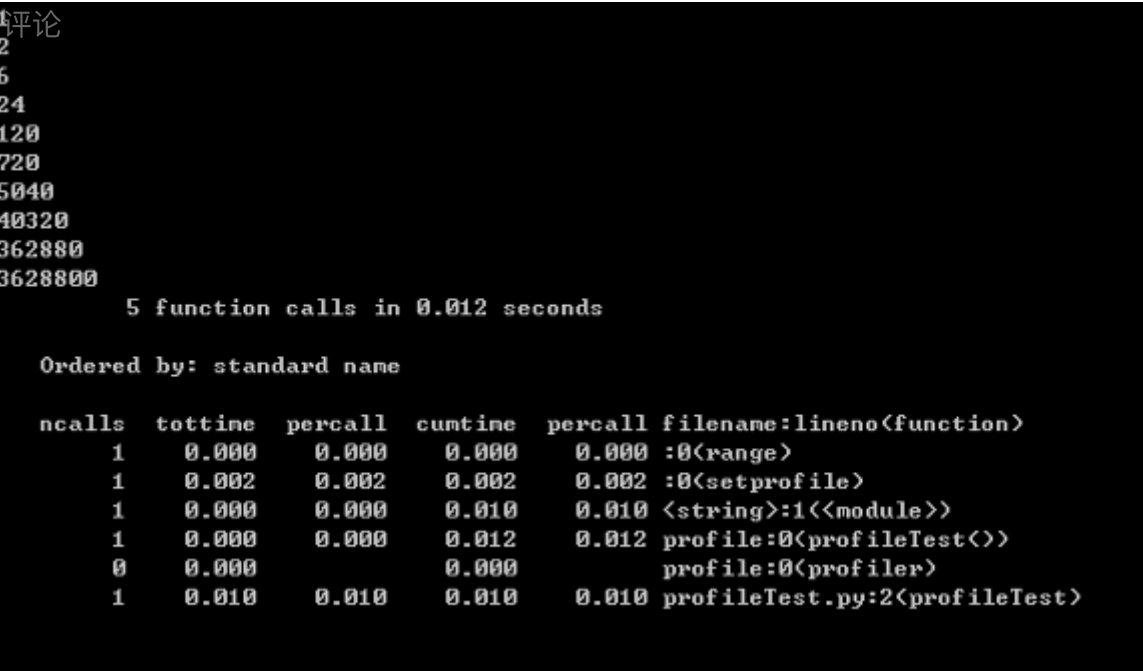 评论
1
2
6
24
120
720
5040
40320
362880
3628800
5 function calls in 0.012 seconds
Ordered by: standard name
ncalls tottime percall cumtime percall filename:lineno(function)
1 0.000 0.000 0.000 0.000 :0(range)
1 0.002 0.002 0.002 0.002 :0(setprofile)
1 0.000 0.000 0.010 0.010 <string>:1(<module>)
1 0.000 0.000 0.012 0.012 profile:0(profileTest())
0 0.000 0.000 profile:0(profiler)
1 0.010 0.010 0.010 0.010 profileTest.py:2(profileTest)